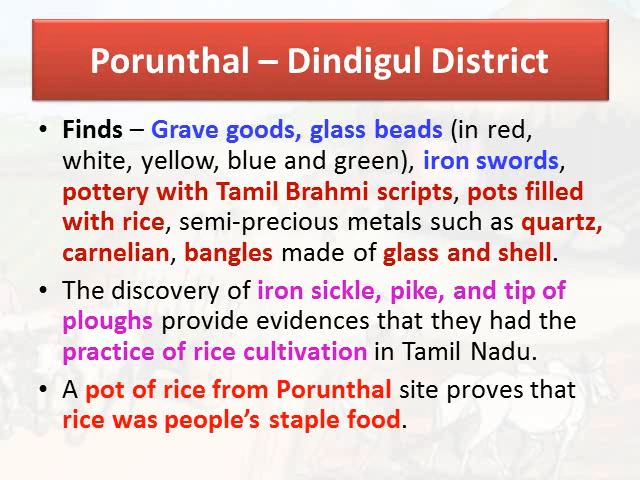 Porunthal – Dindigul District
• Finds – Grave goods, glass beads (in red,
white, yellow, blue and green), iron swords,
pottery with Tamil Brahmi scripts, pots filled
with rice, semi-precious metals such as quartz,
carnelian, bangles made of glass and shell.
• The discovery of iron sickle, pike, and tip of
ploughs provide evidences that they had the
practice of rice cultivation in Tamil Nadu.
• A pot of rice from Porunthal site proves that
rice was people’s staple food.